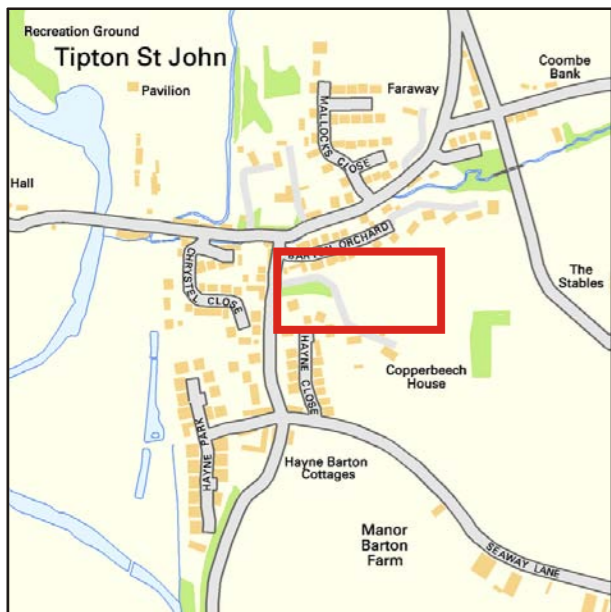 Recreation Ground
Tipton St John
Pavilion
Faraway
Coombe
Bank
MALLOCKS CLOSE
Hall
BARTON ORCHARD
CHRYSTEL CLOSE
The
Stables
HAYNE CLOSE
Copperbeech
House
HAYNE PARK
Hayne Barton
Cottages
Manor
Barton
Farm
SEAWAY LANE